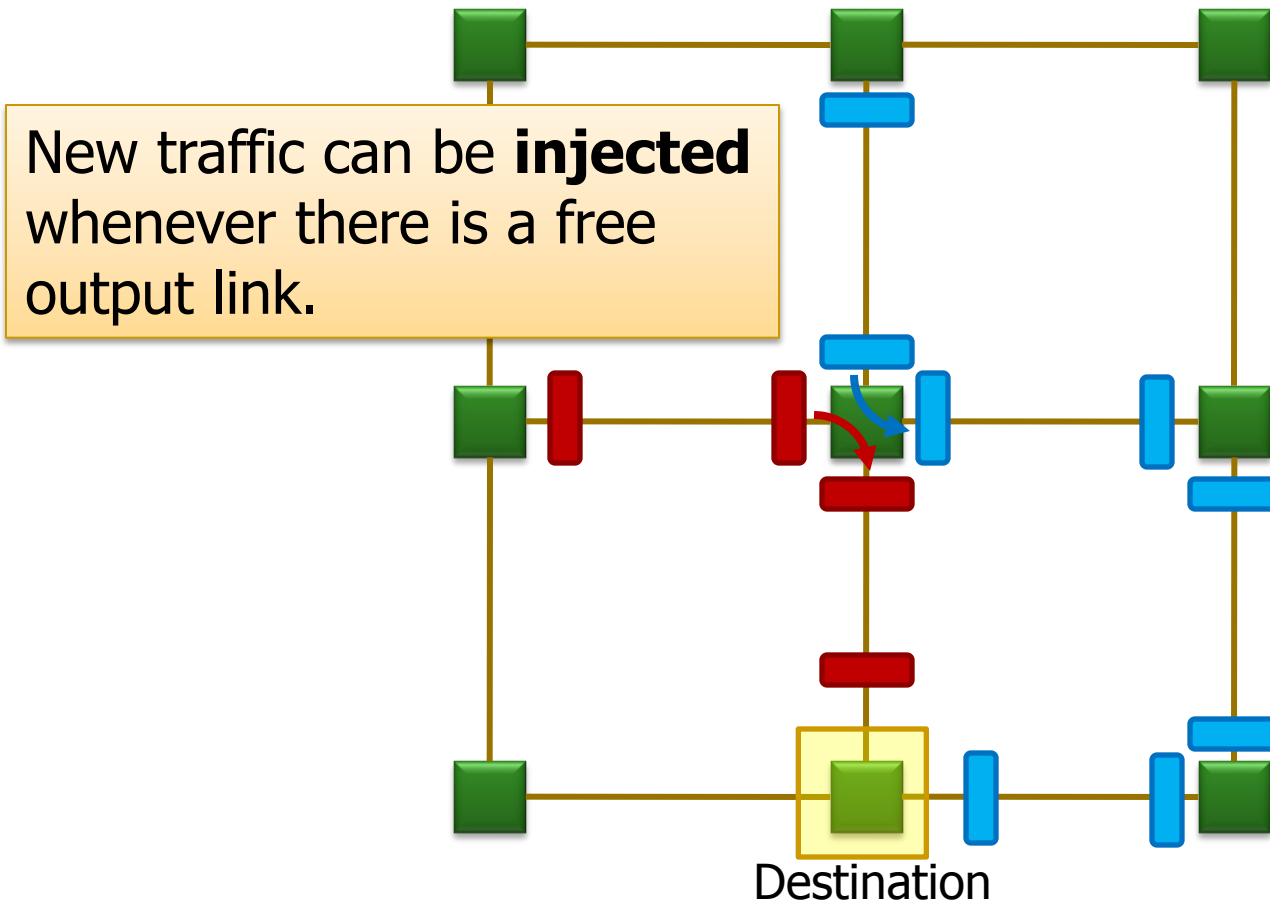 New traffic can be injected
whenever there is a free
output link.
Destination